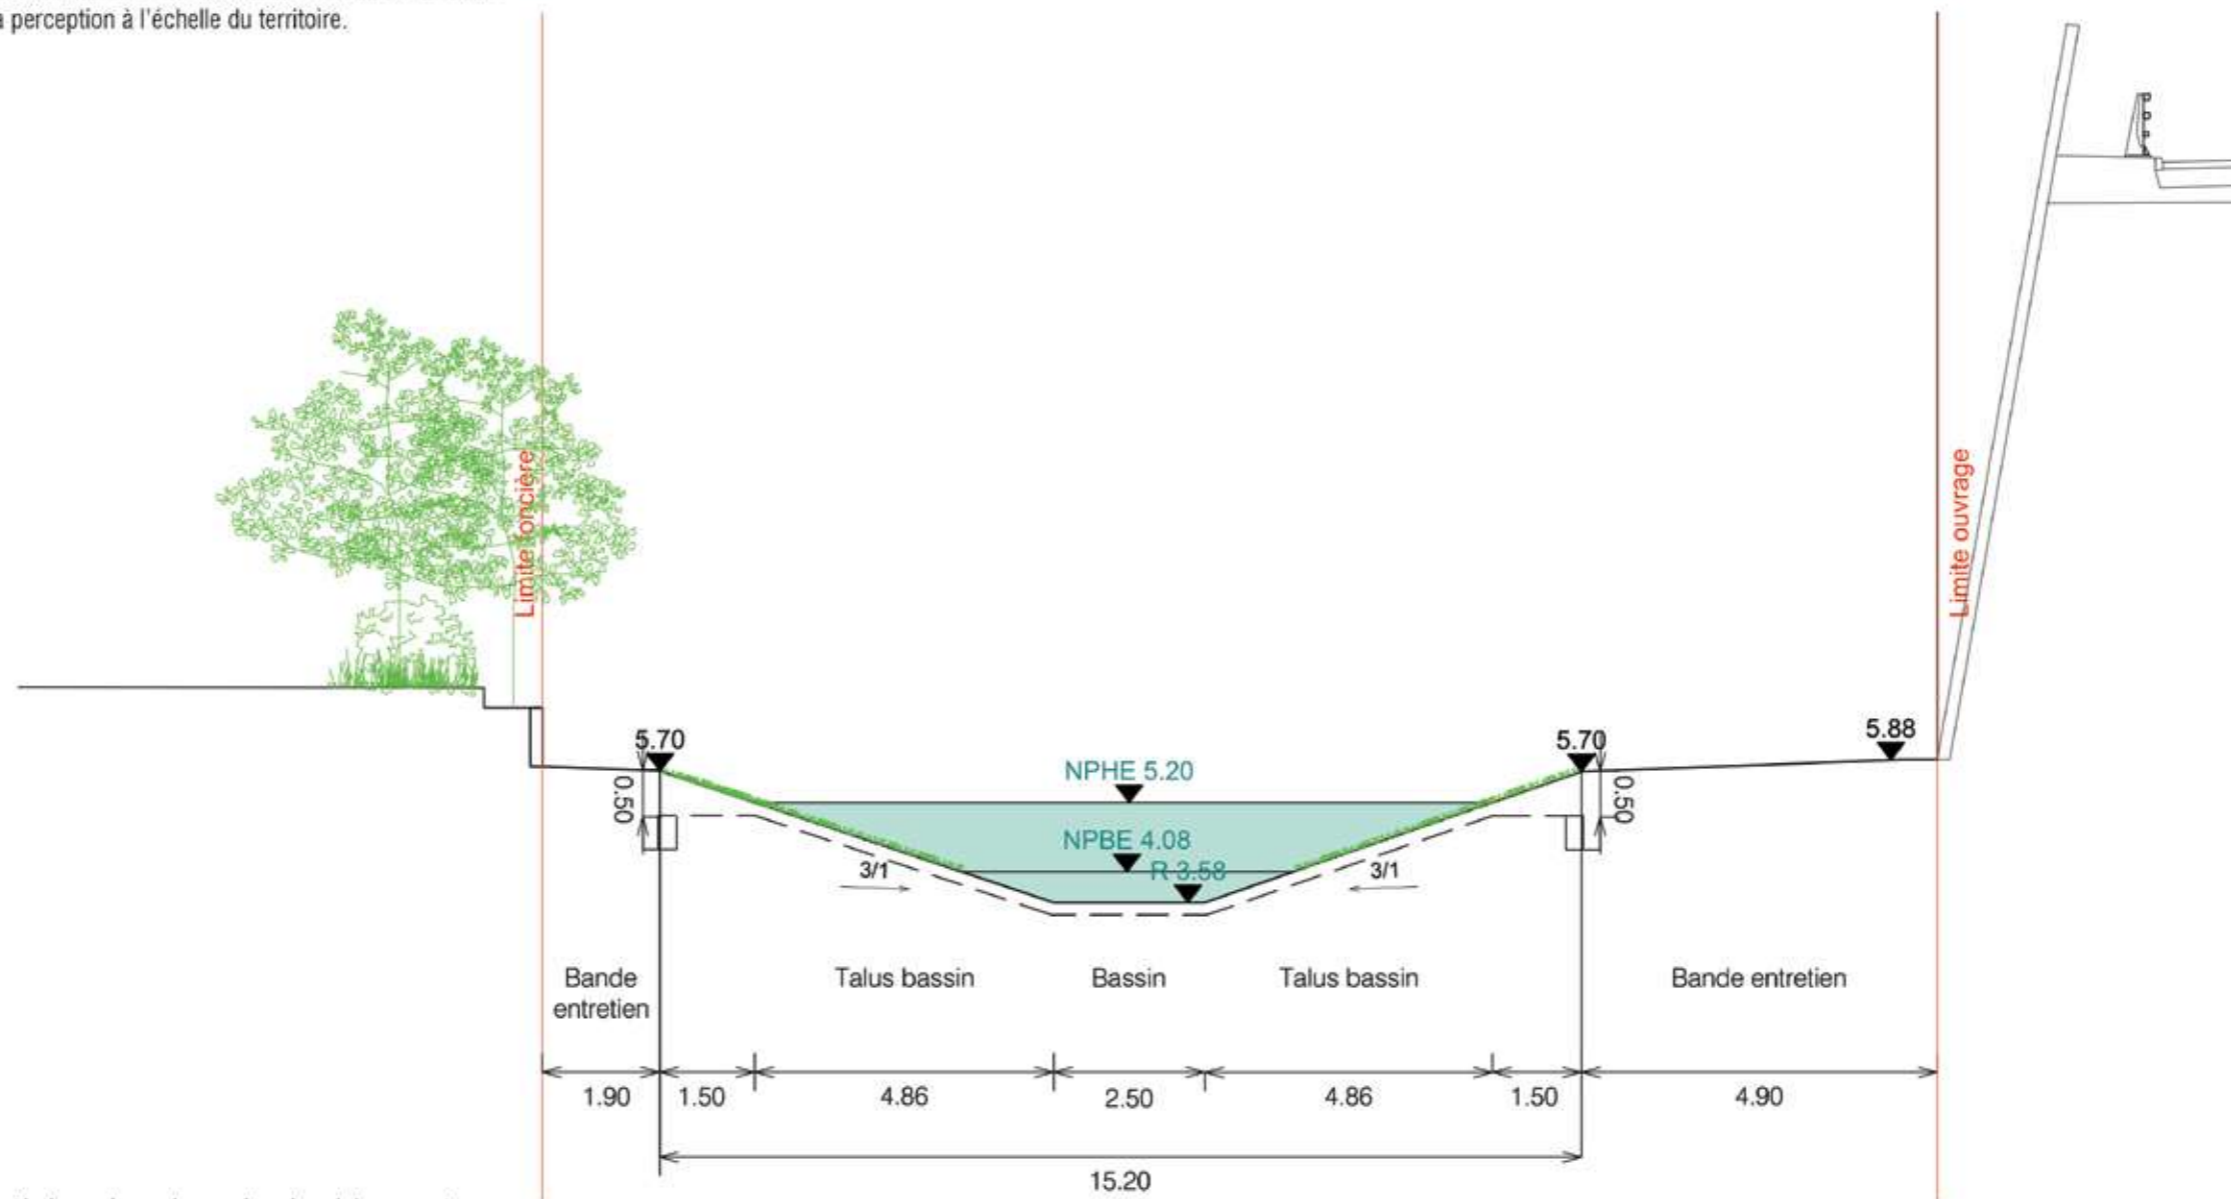 a perception à l'échelle du territoire.
Limite foncière
Limite ouvrage
5.70
5.70
5.88
NPHE 5.20
0.50
0.50
NPBE 4.08
R 3.58
3/1
3/1
Bande
entretien
Talus bassin
Bassin
Talus bassin
Bande entretien
1.90
1.50
4.86
2.50
4.86
1.50
4.90
15.20